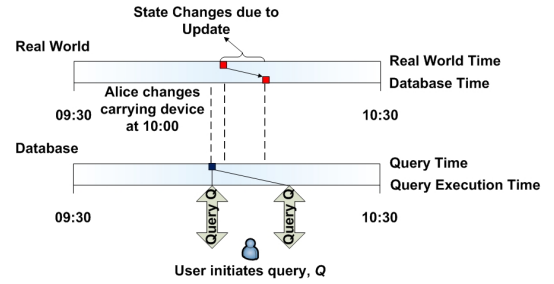 State Changes due to
Update
Real World
Real World Time
Database Time
Alice changes
carrying device
at 10:00
09:30
10:30
Database
Query Time
Query Execution Time
Query Q
Query Q
09:30
10:30
User initiates query, Q